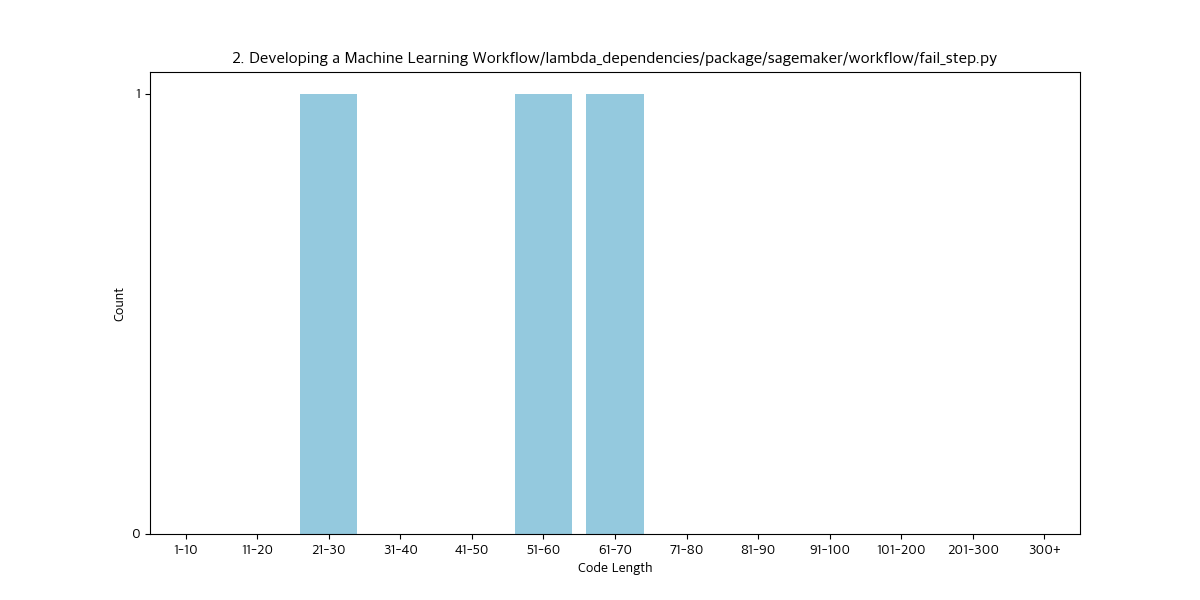 2. Developing a Machine Learning Workflow/lambda_dependencies/package/sagemaker/workflow/fail_step.py
1
Count
0
1-10 11-20 21-30 31-40 41-50 51-60 61-70 71-80 81-90 91-100 101-200 201-300 300+
Code Length